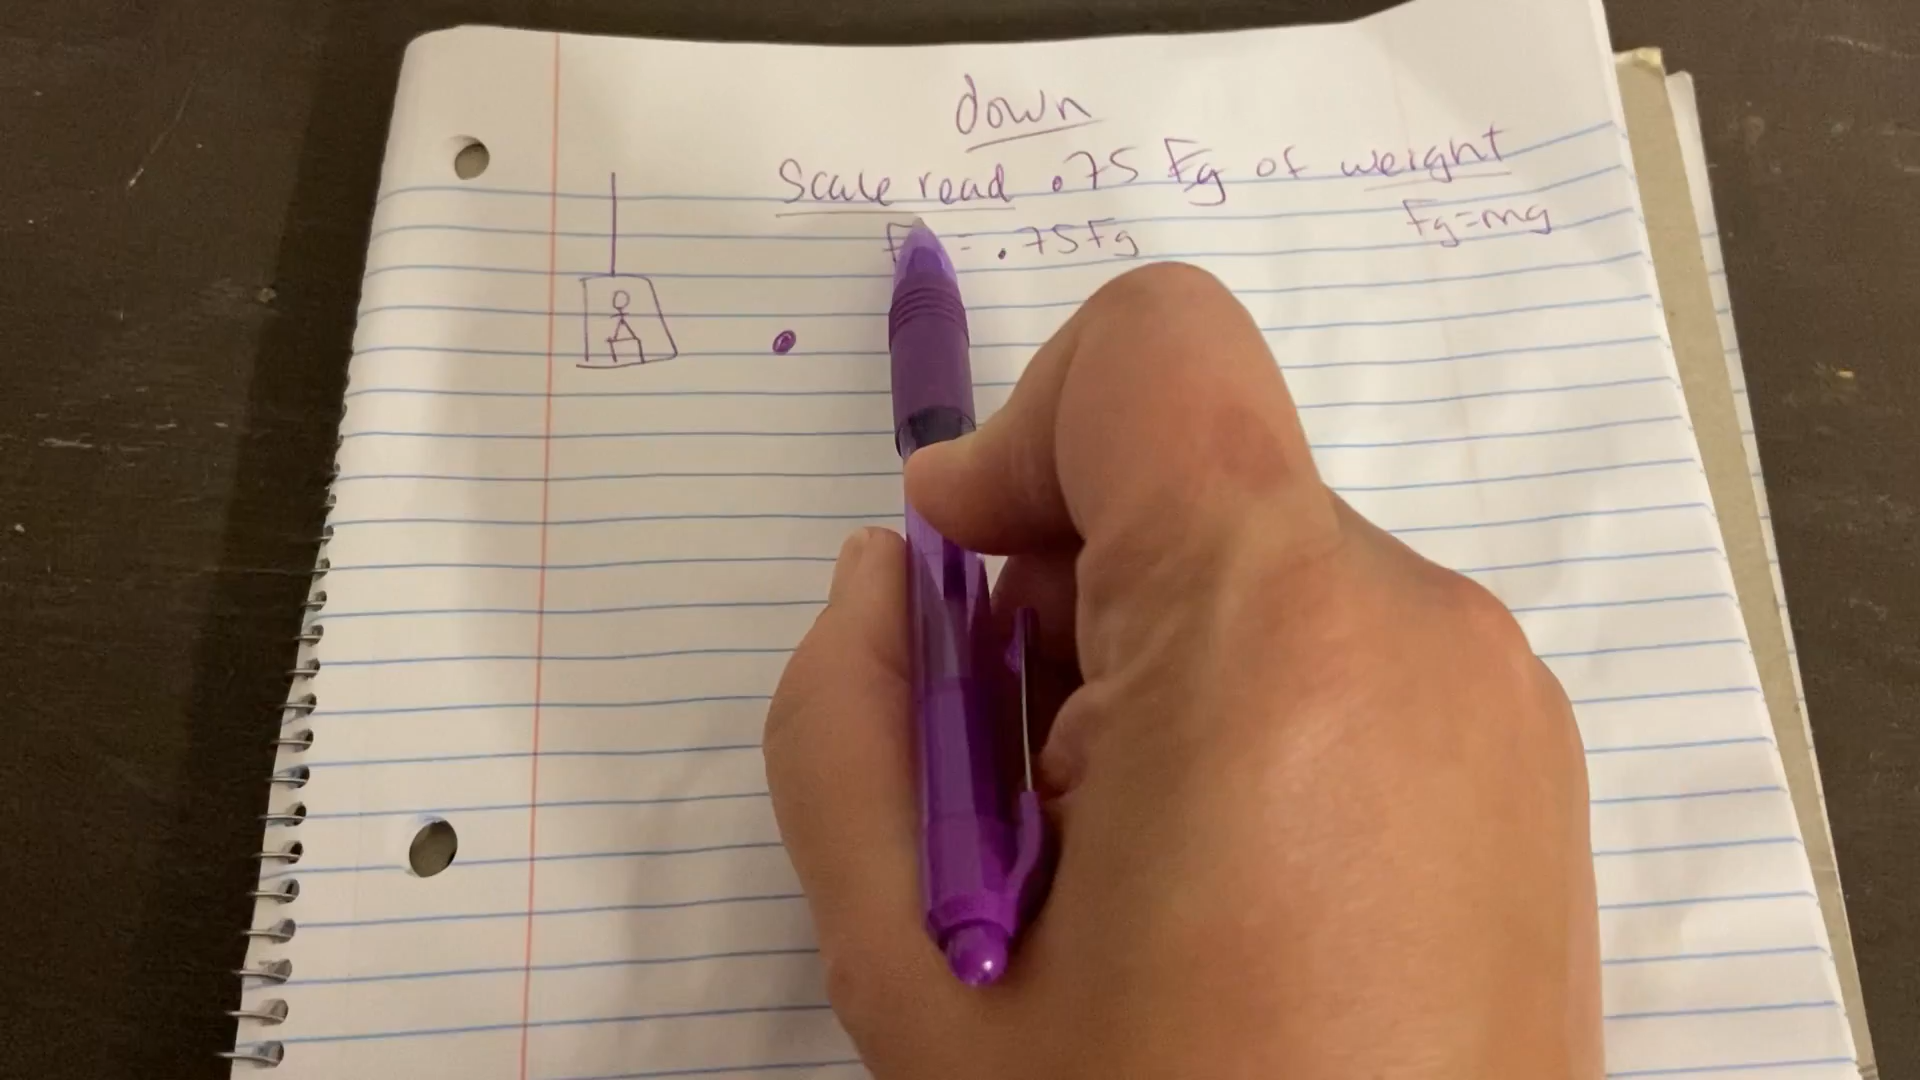 down
Scale read .75 Fg of weight
= .75Fg
Fg=mg